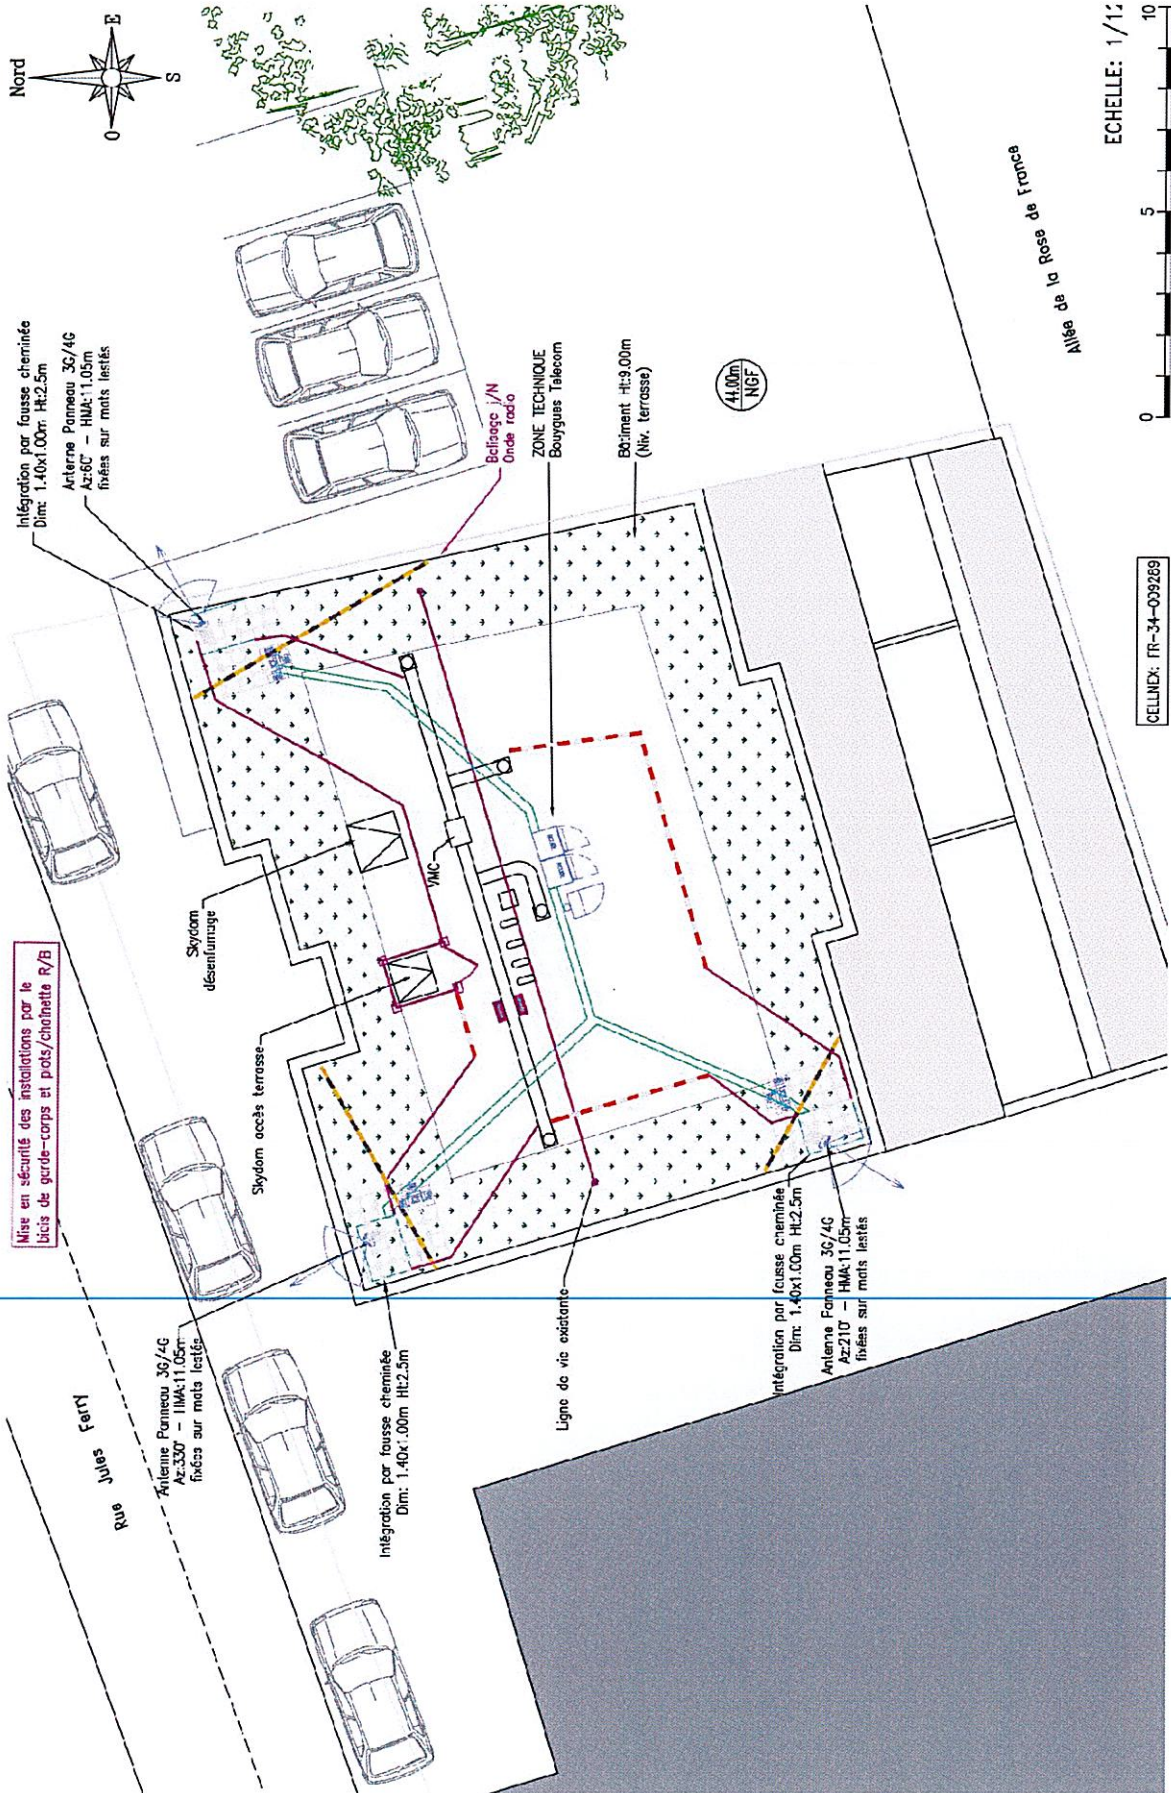 Mise en sécurité des installations par le
biais de garde-corps et plots/chaînette R/B
Rue Jules Ferry
Antenne Panneau 3G/4G
Az:330° - HMA:11.05m
fixées sur mats lestés
Intégration par fausse cheminée
Dim: 1.40x1.00m Ht:2.5m
Skydom accès terrasse
Skydom
désenfumage
Intégration par fausse cheminée
Dim: 1.40x1.00m Ht:2.5m
Antenne Panneau 3G/4G
Az:60° - HMA:11.05m
fixées sur mats lestés
Nord
E
S
O
VMC
Balisage j/N
Onde radio
ZONE TECHNIQUE
Bouygues Telecom
Bâtiment Ht:9.00m
(Niv. terrasse)
NGF
Ligne de vie existante
Intégration par fausse cheminée
Dim: 1.40x1.00m Ht:2.5m
Antenne Panneau 3G/4G
Az:210° - HMA:11.05m
fixées sur mats lestés
Allée de la Rose de France
CELLNEX: FR-34-009289
ECHELLE: 1/12
0 5 10